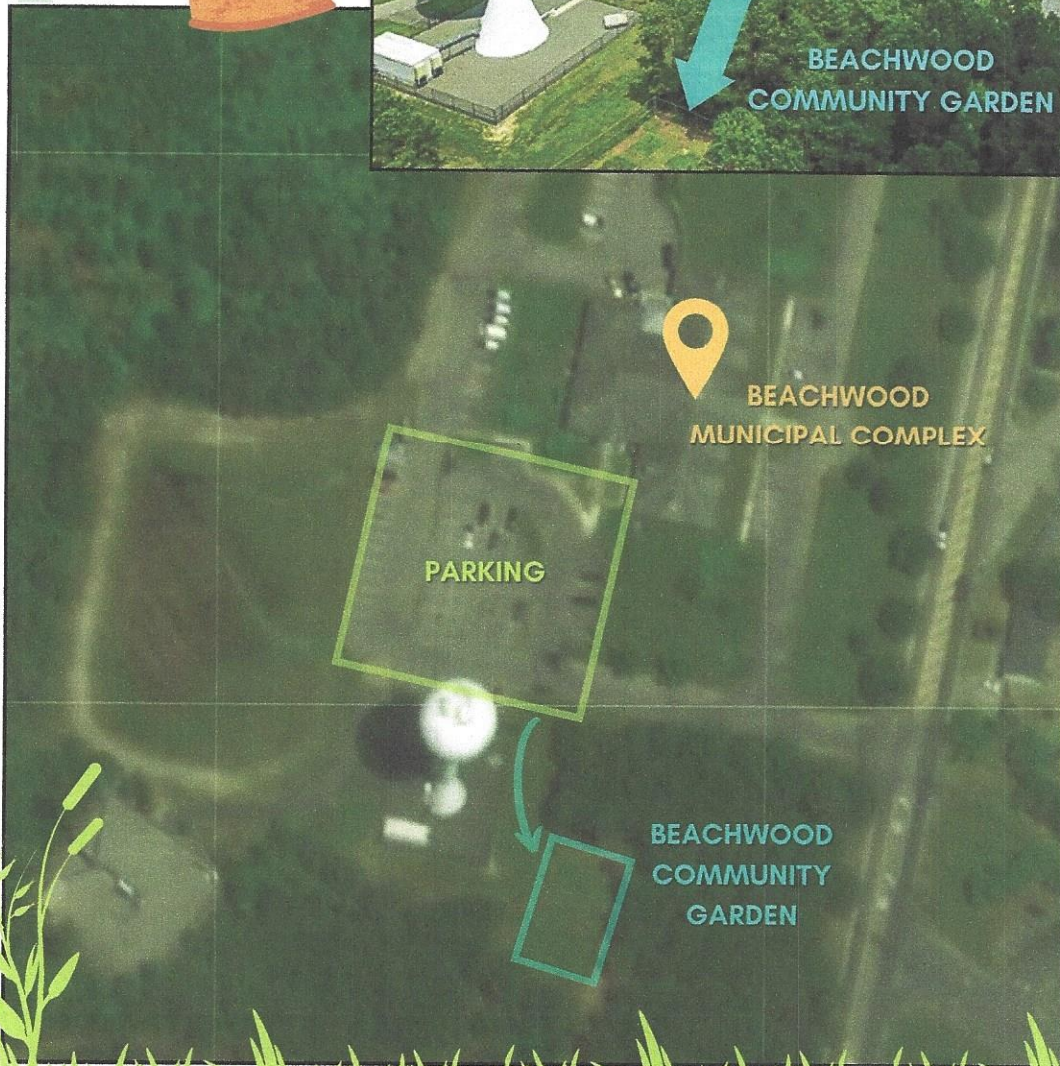 BEACHWOOD
COMMUNITY GARDEN
BEACHWOOD
MUNICIPAL COMPLEX
PARKING
BEACHWOOD
COMMUNITY
GARDEN